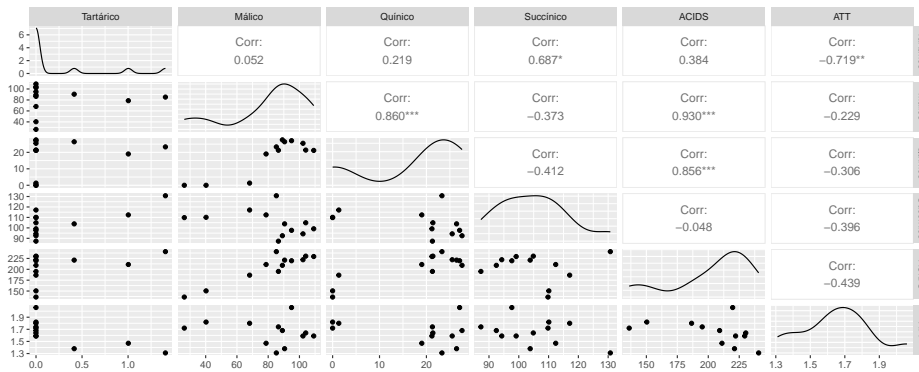 Tartárico Málico Quínico Succínico ACIDS ATT
6
4
2
0
Corr:
0.052
Corr:
0.219
Corr:
0.687*
Corr:
0.384
Corr:
−0.719**
100
80
60
40
Corr:
0.860***
Corr:
−0.373
Corr:
0.930***
Corr:
−0.229
20
10
0
Corr:
−0.412
Corr:
0.856***
Corr:
−0.306
130
120
110
100
90
Corr:
−0.048
Corr:
−0.396
225
200
175
150
Corr:
−0.439
1.9
1.7
1.5
1.3
0.0 0.5 1.0 40 60 80 100 0 10 20 90 100 110 120 130 150 175 200 225 1.3 1.5 1.7 1.9